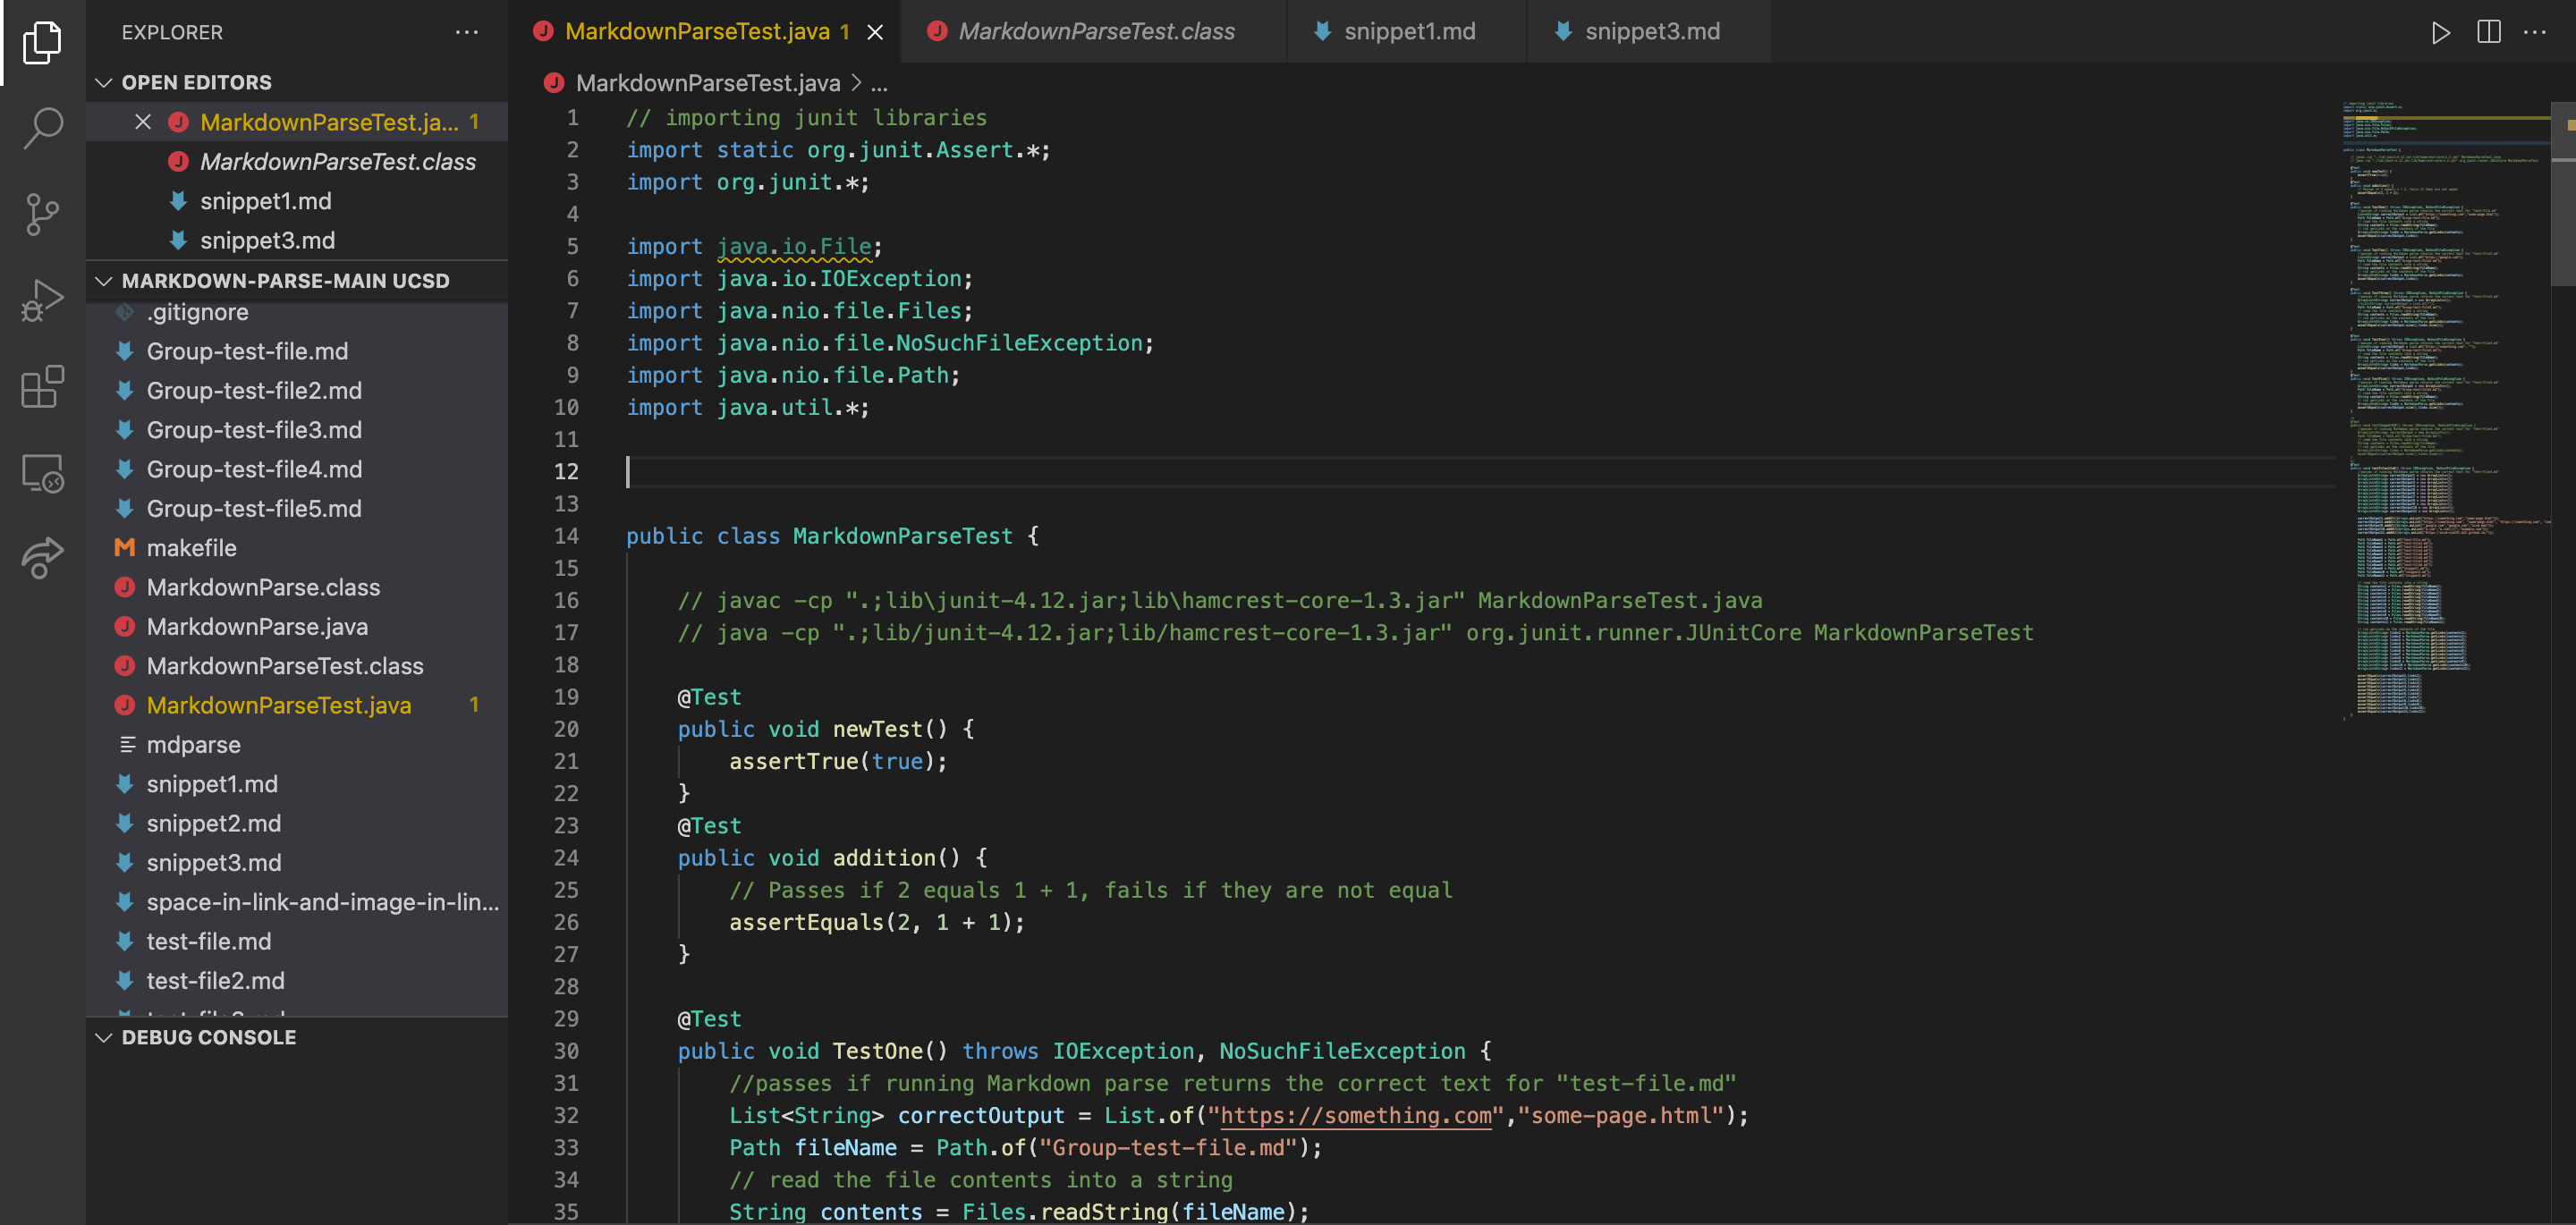 EXPLORER
OPEN EDITORS
MarkdownParseTest.ja... 1
MarkdownParseTest.class
snippet1.md
snippet3.md
MARKDOWN-PARSE-MAIN UCSD
.gitignore
Group-test-file.md
Group-test-file2.md
Group-test-file3.md
Group-test-file4.md
Group-test-file5.md
makefile
MarkdownParse.class
MarkdownParse.java
MarkdownParseTest.class
MarkdownParseTest.java 1
mdparse
snippet1.md
snippet2.md
snippet3.md
space-in-link-and-image-in-lin...
test-file.md
test-file2.md
DEBUG CONSOLE
MarkdownParseTest.java 1
MarkdownParseTest.class
snippet1.md
snippet3.md
MarkdownParseTest.java > ...
1 // importing junit libraries
2 import static org.junit.Assert.*;
3 import org.junit.*;
4
5 import java.io.File;
6 import java.io.IOException;
7 import java.nio.file.Files;
8 import java.nio.file.NoSuchFileException;
9 import java.nio.file.Path;
10 import java.util.*;
11
12
13
14 public class MarkdownParseTest {
15
16 // javac -cp ".;lib\junit-4.12.jar;lib\hamcrest-core-1.3.jar" MarkdownParseTest.java
17 // java -cp ".;lib/junit-4.12.jar;lib/hamcrest-core-1.3.jar" org.junit.runner.JUnitCore MarkdownParseTest
18
19 @Test
20 public void newTest() {
21 assertTrue(true);
22 }
23 @Test
24 public void addition() {
25 // Passes if 2 equals 1 + 1, fails if they are not equal
26 assertEquals(2, 1 + 1);
27 }
28
29 @Test
30 public void TestOne() throws IOException, NoSuchFileException {
31 //passes if running Markdown parse returns the correct text for "test-file.md"
32 List<String> correctOutput = List.of("https://something.com","some-page.html");
33 Path fileName = Path.of("Group-test-file.md");
34 // read the file contents into a string
35 String contents = Files.readString(fileName);